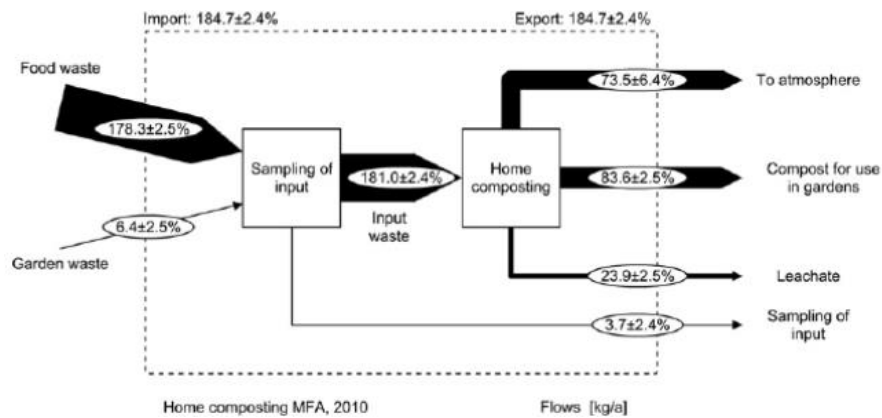 Import: 184.7±2.4%
Export: 184.7±2.4%
Food waste
178.3±2.5%
73.5±6.4%
To atmosphere
Sampling of
input
181.0±2.4%
Input
waste
Home
composting
83.6±2.5%
Compost for use
in gardens
6.4±2.5%
Garden waste
23.9±2.5%
Leachate
3.7±2.4%
Sampling of
input
Home composting MFA, 2010
Flows [kg/a]